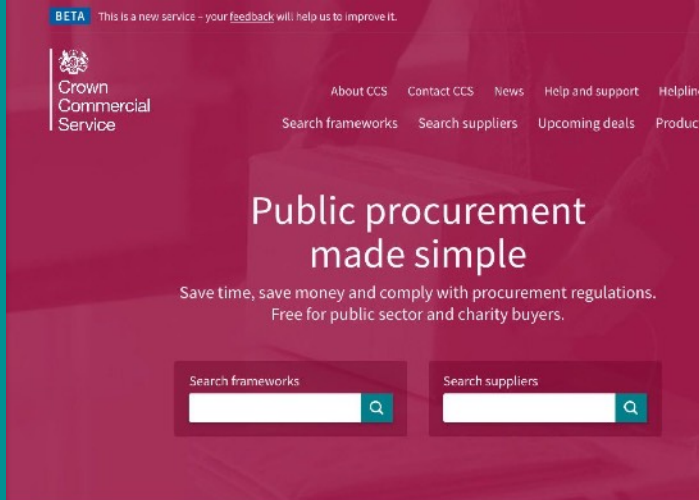 BETA This is a new service – your feedback will help us to improve it.
Crown
Commercial
Service
About CCS Contact CCS News Help and support Helpline
Search frameworks Search suppliers Upcoming deals Produc
Public procurement
made simple
Save time, save money and comply with procurement regulations.
Free for public sector and charity buyers.
Search frameworks Search suppliers